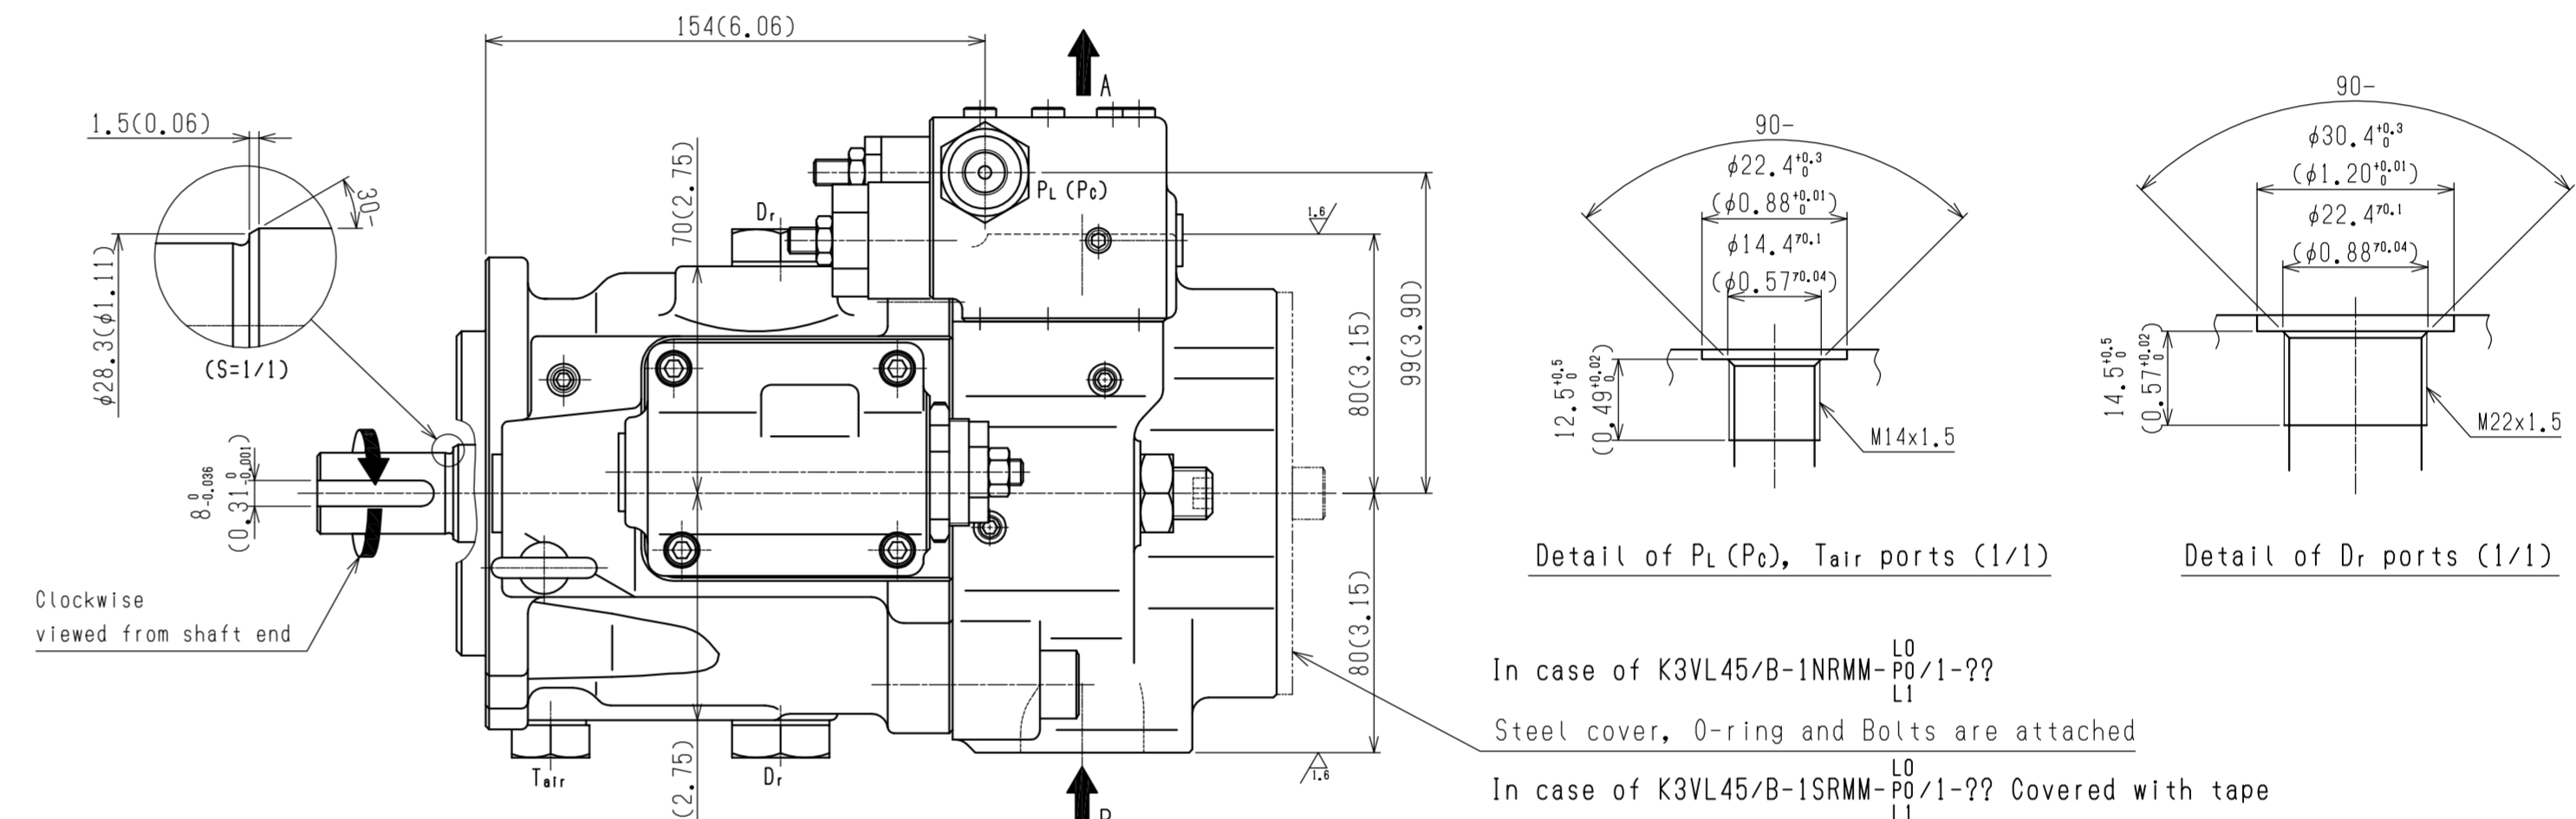 154(6.06)
A
1.5(0.06)
30-
φ28.3(φ1.11)
(S=1/1)
70(2.75)
Dr
PL(Pc)
1.6
80(3.15)
99(3.90)
8 0 -0.036
(0.31 0 -0.001)
Clockwise
viewed from shaft end
80(3.15)
1.6
Tair
Dr
(2.75)
90-
φ22.4 +0.3 0
(φ0.88 +0.01 0)
φ14.4 70.1
(φ0.57 70.04)
12.5 +0.5 0
(0.49 +0.02 0)
M14x1.5
Detail of PL(Pc), Tair ports (1/1)
90-
φ30.4 +0.3 0
(φ1.20 +0.01 0)
φ22.4 70.1
(φ0.88 70.04)
14.5 +0.5 0
(0.57 +0.02 0)
M22x1.5
Detail of Dr ports (1/1)
L0
In case of K3VL45/B-1NRMM-P0/1-??
L1
Steel cover, O-ring and Bolts are attached
L0
In case of K3VL45/B-1SRMM-P0/1-?? Covered with tape
L1